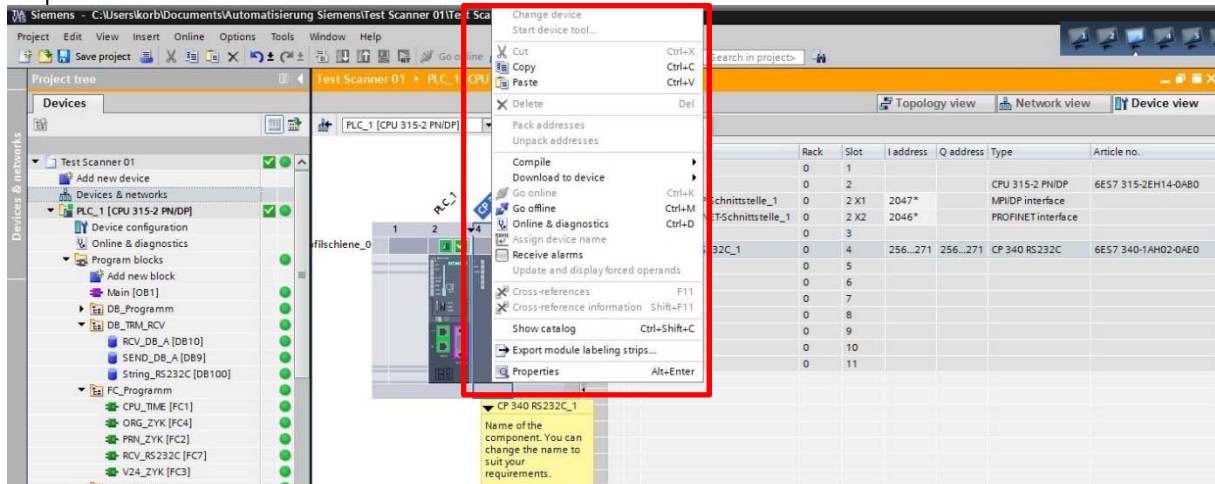 Siemens - C:\Users\korb\Documents\Automatisierung Siemens\Test Scanner 01\Test Sca
Project Edit View Insert Online Options Tools Window Help
Save project Go online <Search in project>
Project tree
Test Scanner 01 PLC_1 [CPU
Devices
Topology view Network view Device view
PLC_1 [CPU 315-2 PN/DP]
Test Scanner 01
Add new device
Devices & networks
PLC_1 [CPU 315-2 PN/DP]
Device configuration
Online & diagnostics
Program blocks
Add new block
Main [OB1]
DB_Programm
DB_TRM_RCV
RCV_DB_A [DB10]
SEND_DB_A [DB9]
String_RS232C [DB100]
FC_Programm
CPU_TIME [FC1]
ORG_ZYK [FC4]
PRN_ZYK [FC2]
RCV_RS232C [FC7]
V24_ZYK [FC3]
Devices & networks
PLC_1
1 2 4
ofilschiene_0
Change device
Start device tool...
Cut Ctrl+X
Copy Ctrl+C
Paste Ctrl+V
Delete Del
Pack addresses
Unpack addresses
Compile
Download to device
Go online Ctrl+K
Go offline Ctrl+M
Online & diagnostics Ctrl+D
Assign device name
Receive alarms
Update and display forced operands
Cross-references F11
Cross-reference information Shift+F11
Show catalog Ctrl+Shift+C
Export module labeling strips...
Properties Alt+Enter
CP 340 RS232C_1
Name of the
component. You can
change the name to
suit your
requirements.
Rack Slot I address Q address Type Article no.
0 1
0 2 CPU 315-2 PN/DP 6ES7 315-2EH14-0AB0
-Schnittstelle_1 0 2 X1 2047* MPI/DP interface
ET-Schnittstelle_1 0 2 X2 2046* PROFINET interface
0 3
S232C_1 0 4 256...271 256...271 CP 340 RS232C 6ES7 340-1AH02-0AE0
0 5
0 6
0 7
0 8
0 9
0 10
0 11